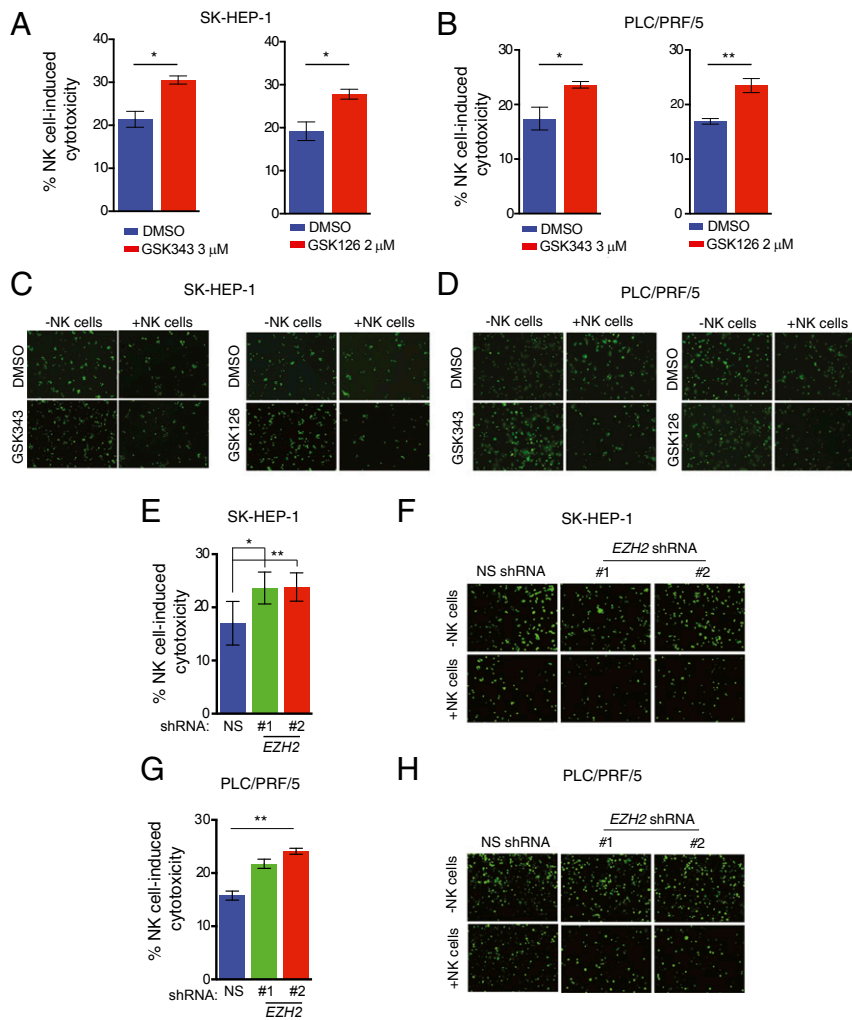 A
SK-HEP-1
% NK cell-induced
cytotoxicity
40
30
20
10
0
*
DMSO
GSK343 3 μM
40
30
20
10
0
*
DMSO
GSK126 2 μM
B
PLC/PRF/5
% NK cell-induced
cytotoxicity
30
20
10
0
*
DMSO
GSK343 3 μM
30
20
10
0
**
DMSO
GSK126 2 μM
C
SK-HEP-1
-NK cells +NK cells
DMSO
GSK343
-NK cells +NK cells
DMSO
GSK126
D
PLC/PRF/5
-NK cells +NK cells
DMSO
GSK343
-NK cells +NK cells
DMSO
GSK126
E
SK-HEP-1
% NK cell-induced
cytotoxicity
30
20
10
0
*
**
shRNA: NS #1 #2
EZH2
F
SK-HEP-1
EZH2 shRNA
NS shRNA #1 #2
-NK cells
+NK cells
G
PLC/PRF/5
% NK cell-induced
cytotoxicity
30
20
10
0
**
shRNA: NS #1 #2
EZH2
H
PLC/PRF/5
EZH2 shRNA
NS shRNA #1 #2
-NK cells
+NK cells